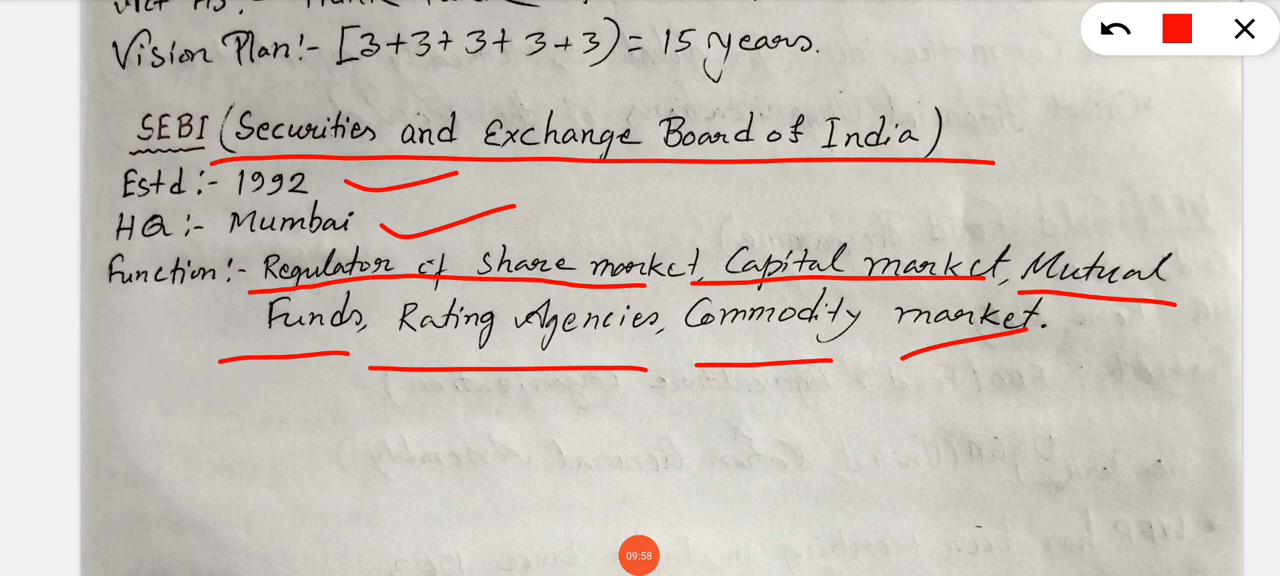 Vision Plan:- [3+3+3+3+3) = 15 years.
SEBI (Securities and Exchange Board of India)
Estd:- 1992
HQ:- Mumbai
Function:- Regulator of Share market, Capital market, Mutual
Funds, Rating Agencies, Commodity market.
09:58